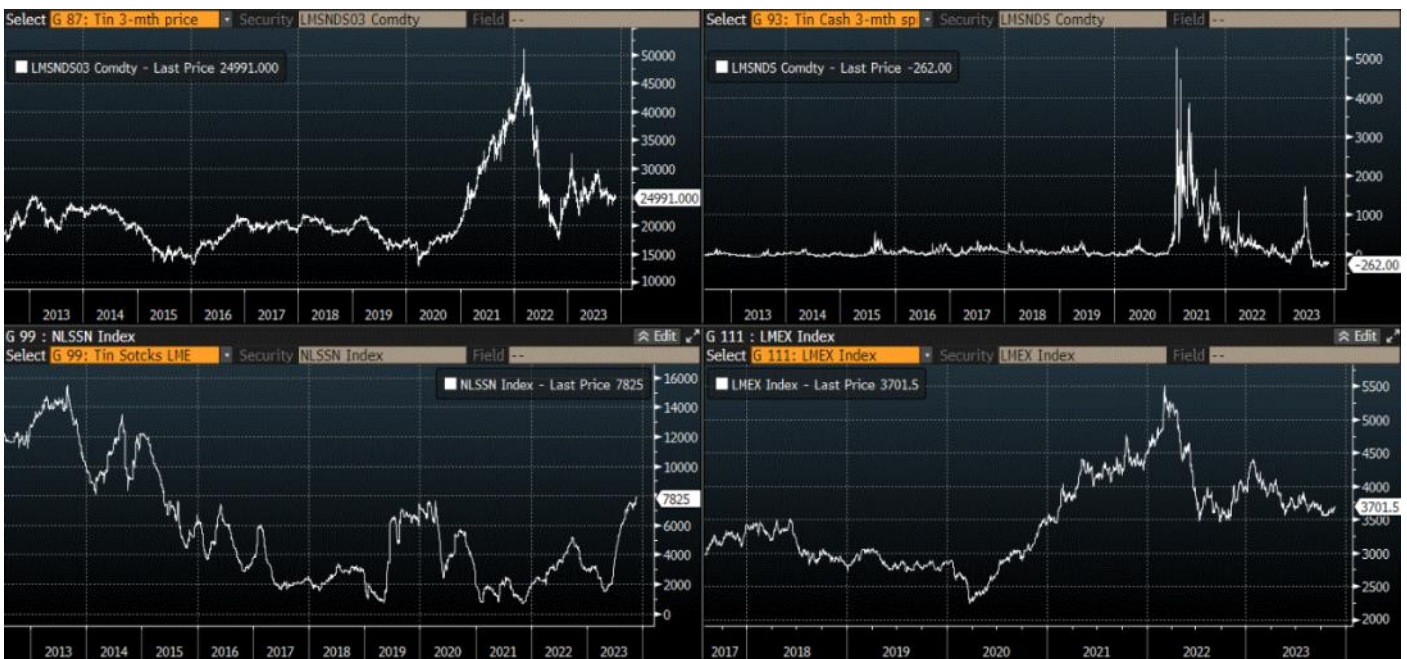 Select G 87: Tin 3-mth price Security LMSNDS03 Comdty Field --
LMSNDS03 Comdty - Last Price 24991.000
50000
45000
40000
35000
30000
24991.000
20000
15000
10000
2013 2014 2015 2016 2017 2018 2019 2020 2021 2022 2023
Select G 93: Tin Cash 3-mth sp Security LMSNDS Comdty Field --
LMSNDS Comdty - Last Price -262.00
5000
4000
3000
2000
1000
0
-262.00
2013 2014 2015 2016 2017 2018 2019 2020 2021 2022 2023
G 99 : NLSSN Index Edit
Select G 99: Tin Sotcks LME Security NLSSN Index Field --
NLSSN Index - Last Price 7825
16000
14000
12000
10000
7825
6000
4000
2000
0
2013 2014 2015 2016 2017 2018 2019 2020 2021 2022 2023
G 111 : LMEX Index Edit
Select G 111: LMEX Index Security LMEX Index Field --
LMEX Index - Last Price 3701.5
5500
5000
4500
4000
3701.5
3500
3000
2500
2000
2017 2018 2019 2020 2021 2022 2023